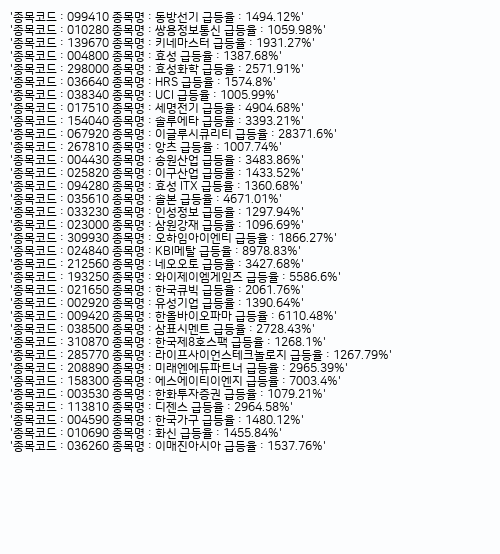 '종목코드 : 099410 종목명 : 동방선기 급등율 : 1494.12%'
'종목코드 : 010280 종목명 : 쌍용정보통신 급등율 : 1059.98%'
'종목코드 : 139670 종목명 : 키네마스터 급등율 : 1931.27%'
'종목코드 : 004800 종목명 : 효성 급등율 : 1387.68%'
'종목코드 : 298000 종목명 : 효성화학 급등율 : 2571.91%'
'종목코드 : 036640 종목명 : HRS 급등율 : 1574.8%'
'종목코드 : 038340 종목명 : UCI 급등율 : 1005.99%'
'종목코드 : 017510 종목명 : 세명전기 급등율 : 4904.68%'
'종목코드 : 154040 종목명 : 솔루에타 급등율 : 3393.21%'
'종목코드 : 067920 종목명 : 이글루시큐리티 급등율 : 28371.6%'
'종목코드 : 267810 종목명 : 앙츠 급등율 : 1007.74%'
'종목코드 : 004430 종목명 : 송원산업 급등율 : 3483.86%'
'종목코드 : 025820 종목명 : 이구산업 급등율 : 1433.52%'
'종목코드 : 094280 종목명 : 효성 ITX 급등율 : 1360.68%'
'종목코드 : 035610 종목명 : 솔본 급등율 : 4671.01%'
'종목코드 : 033230 종목명 : 인성정보 급등율 : 1297.94%'
'종목코드 : 023000 종목명 : 삼원강재 급등율 : 1096.69%'
'종목코드 : 309930 종목명 : 오하임아이엔티 급등율 : 1866.27%'
'종목코드 : 024840 종목명 : KBI메탈 급등율 : 8978.83%'
'종목코드 : 212560 종목명 : 네오오토 급등율 : 3427.68%'
'종목코드 : 193250 종목명 : 와이제이엠게임즈 급등율 : 5586.6%'
'종목코드 : 021650 종목명 : 한국큐빅 급등율 : 2061.76%'
'종목코드 : 002920 종목명 : 유성기업 급등율 : 1390.64%'
'종목코드 : 009420 종목명 : 한올바이오파마 급등율 : 6110.48%'
'종목코드 : 038500 종목명 : 삼표시멘트 급등율 : 2728.43%'
'종목코드 : 310870 종목명 : 한국제8호스팩 급등율 : 1268.1%'
'종목코드 : 285770 종목명 : 라이프사이언스테크놀로지 급등율 : 1267.79%'
'종목코드 : 208890 종목명 : 미래엔에듀파트너 급등율 : 2965.39%'
'종목코드 : 158300 종목명 : 에스에이티이엔지 급등율 : 7003.4%'
'종목코드 : 003530 종목명 : 한화투자증권 급등율 : 1079.21%'
'종목코드 : 113810 종목명 : 디젠스 급등율 : 2964.58%'
'종목코드 : 004590 종목명 : 한국가구 급등율 : 1480.12%'
'종목코드 : 010690 종목명 : 화신 급등율 : 1455.84%'
'종목코드 : 036260 종목명 : 이매진아시아 급등율 : 1537.76%'